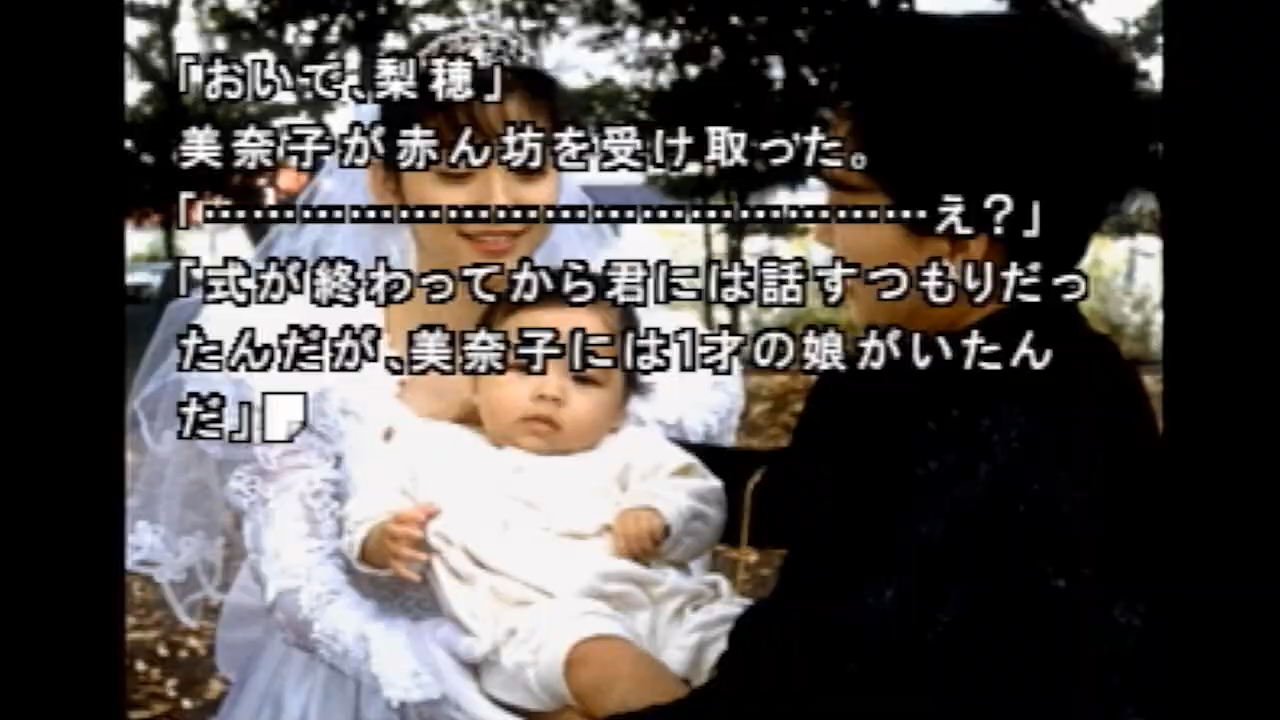 「おいで、梨穂」
美奈子が赤ん坊を受け取った。
「…………………………………………え？」
「式が終わってから君には話すつもりだっ
たんだが、美奈子には1才の娘がいたん
だ」